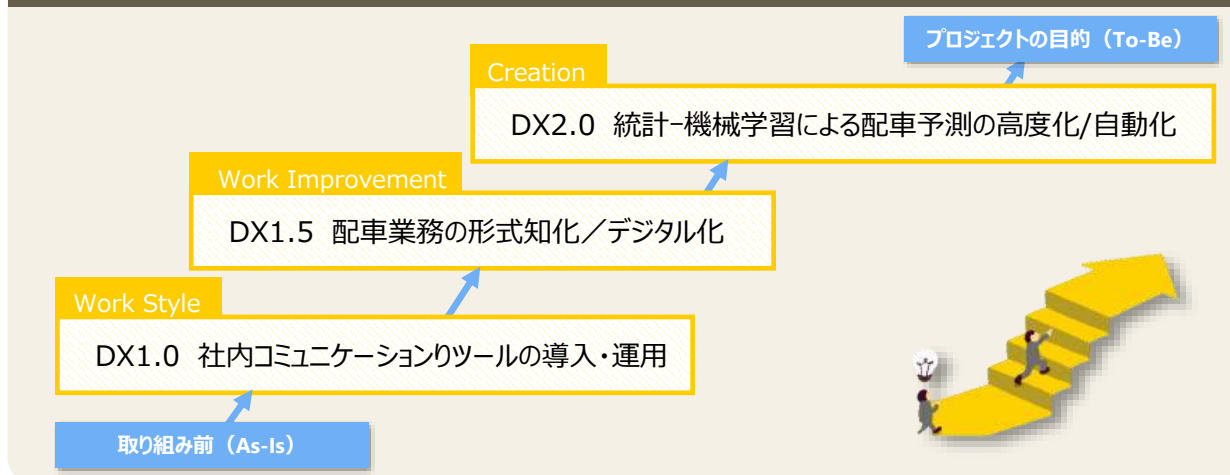 プロジェクトの目的（To-Be）
Creation
DX2.0 統計-機械学習による配車予測の高度化/自動化
Work Improvement
DX1.5 配車業務の形式知化／デジタル化
Work Style
DX1.0 社内コミュニケーションりツールの導入・運用
取り組み前（As-Is）